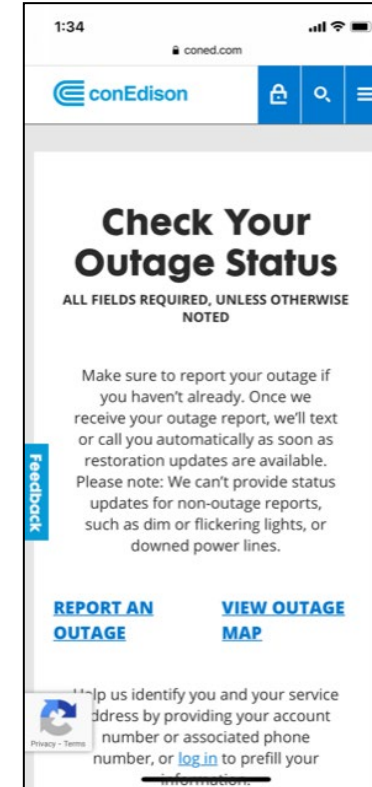 1:34
coned.com
conEdison
Check Your
Outage Status
ALL FIELDS REQUIRED, UNLESS OTHERWISE
NOTED
Make sure to report your outage if
you haven't already. Once we
receive your outage report, we'll text
or call you automatically as soon as
restoration updates are available.
Please note: We can't provide status
updates for non-outage reports,
such as dim or flickering lights, or
downed power lines.
Feedback
REPORT AN
OUTAGE
VIEW OUTAGE
MAP
Help us identify you and your service
address by providing your account
number or associated phone
number, or log in to prefill your
information.
Privacy - Terms